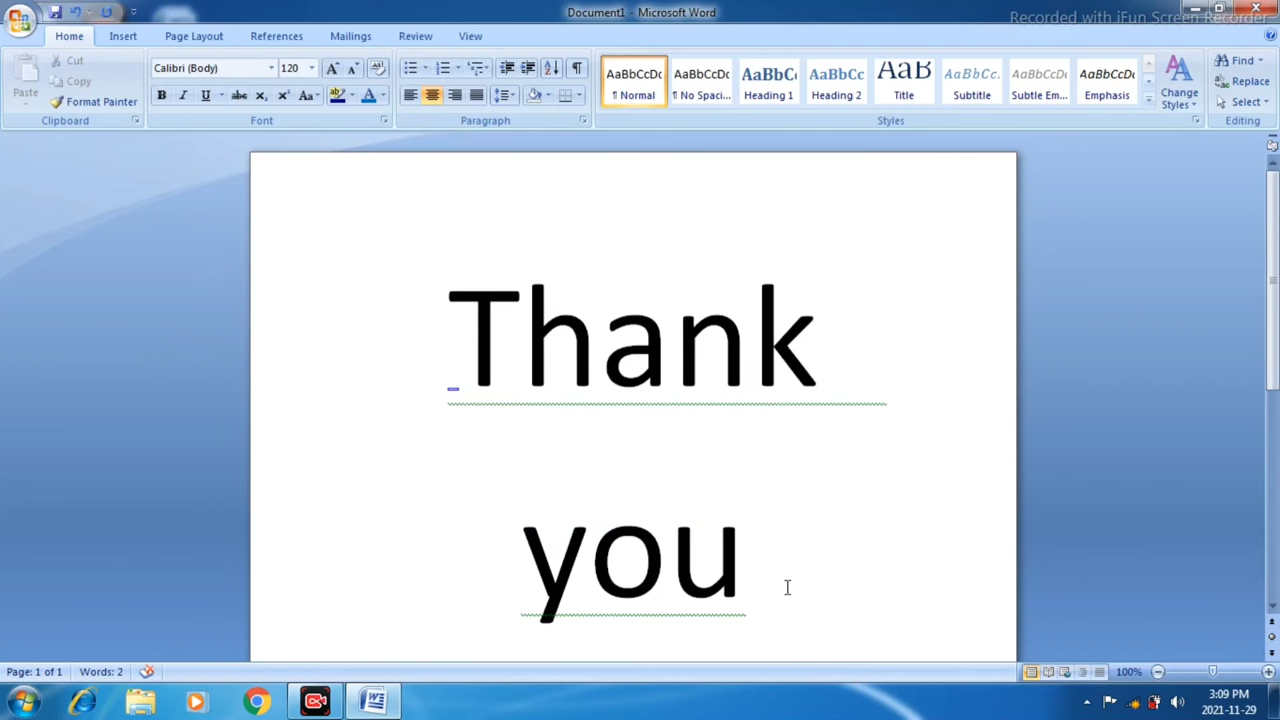 Document1 - Microsoft Word
Recorded with iFun Screen Recorder
Home Insert Page Layout References Mailings Review View
Paste
Cut
Copy
Format Painter
Clipboard
Calibri (Body) 120
Font
Paragraph
AaBbCcDc AaBbCcDc AaBbCc AaBbCc AaB AaBbCc. AaBbCcDc AaBbCcDc
¶ Normal ¶ No Spaci... Heading 1 Heading 2 Title Subtitle Subtle Em... Emphasis
Change
Styles
Styles
Find
Replace
Select
Editing
Thank
you
Page: 1 of 1 Words: 2
100%
3:09 PM
2021-11-29